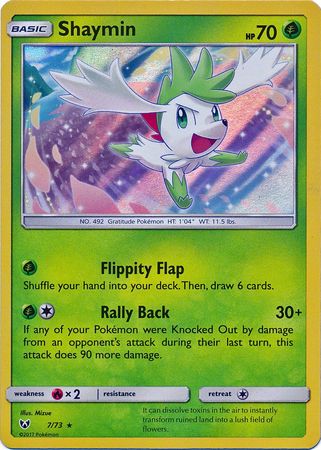 BASIC Shaymin HP 70
NO. 492 Gratitude Pokémon HT: 1'04" WT: 11.5 lbs.
Flippity Flap
Shuffle your hand into your deck. Then, draw 6 cards.
Rally Back 30+
If any of your Pokémon were Knocked Out by damage
from an opponent's attack during their last turn, this
attack does 90 more damage.
weakness × 2 resistance retreat
Illus. Mizue
7/73 ★
©2017 Pokémon
It can dissolve toxins in the air to instantly
transform ruined land into a lush field of
flowers.